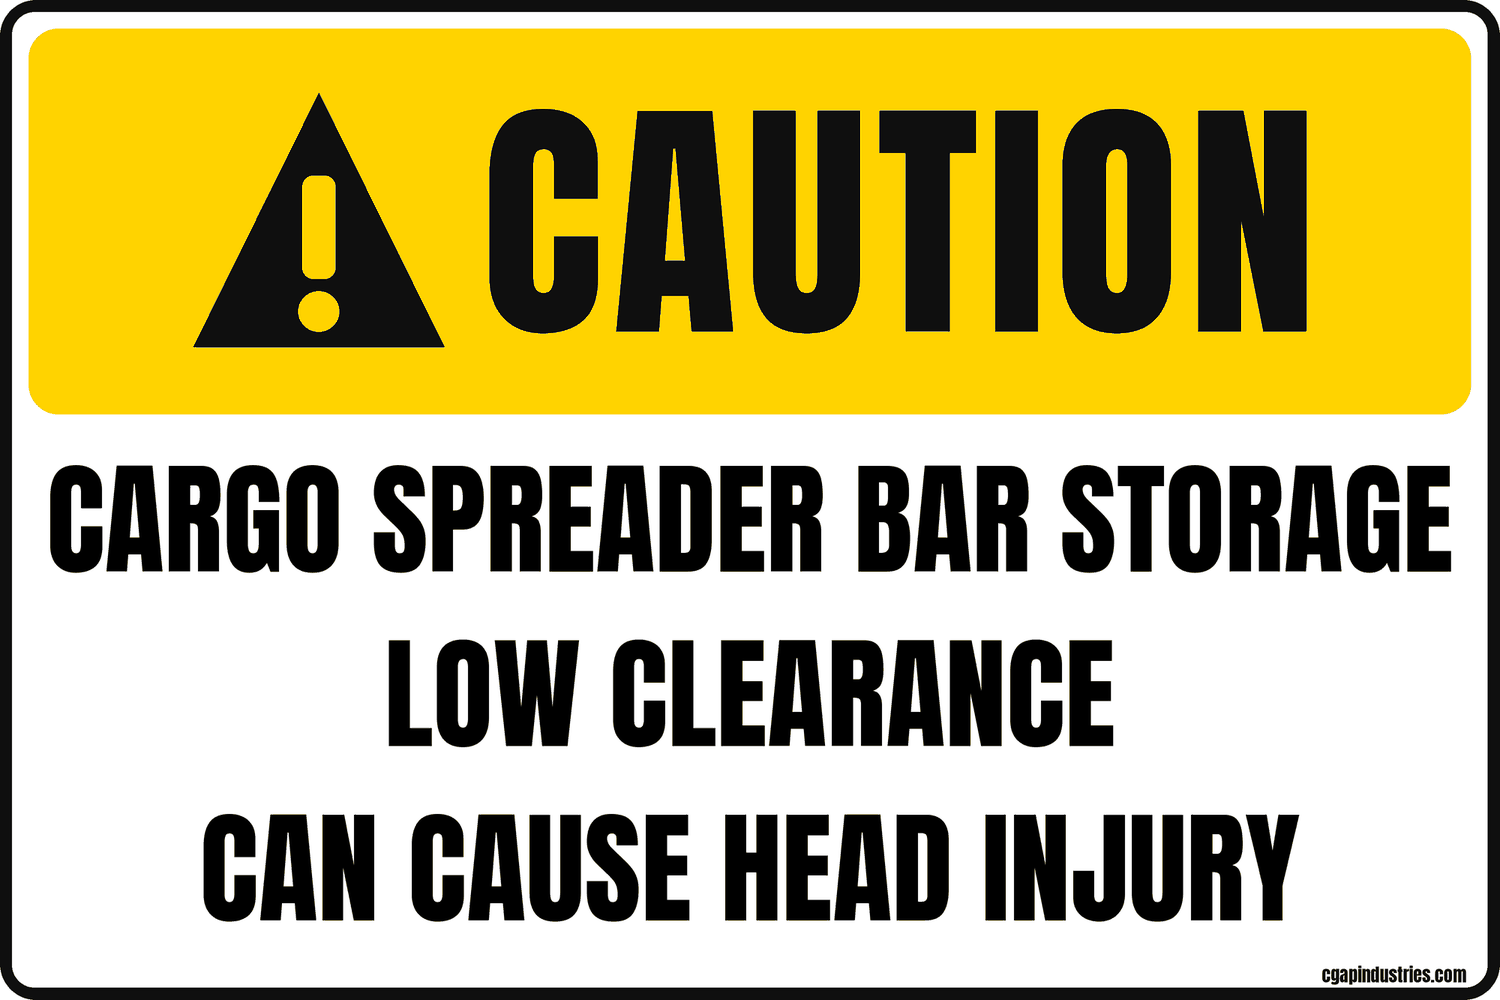 CAUTION
CARGO SPREADER BAR STORAGE
LOW CLEARANCE
CAN CAUSE HEAD INJURY
cgapindustries.com